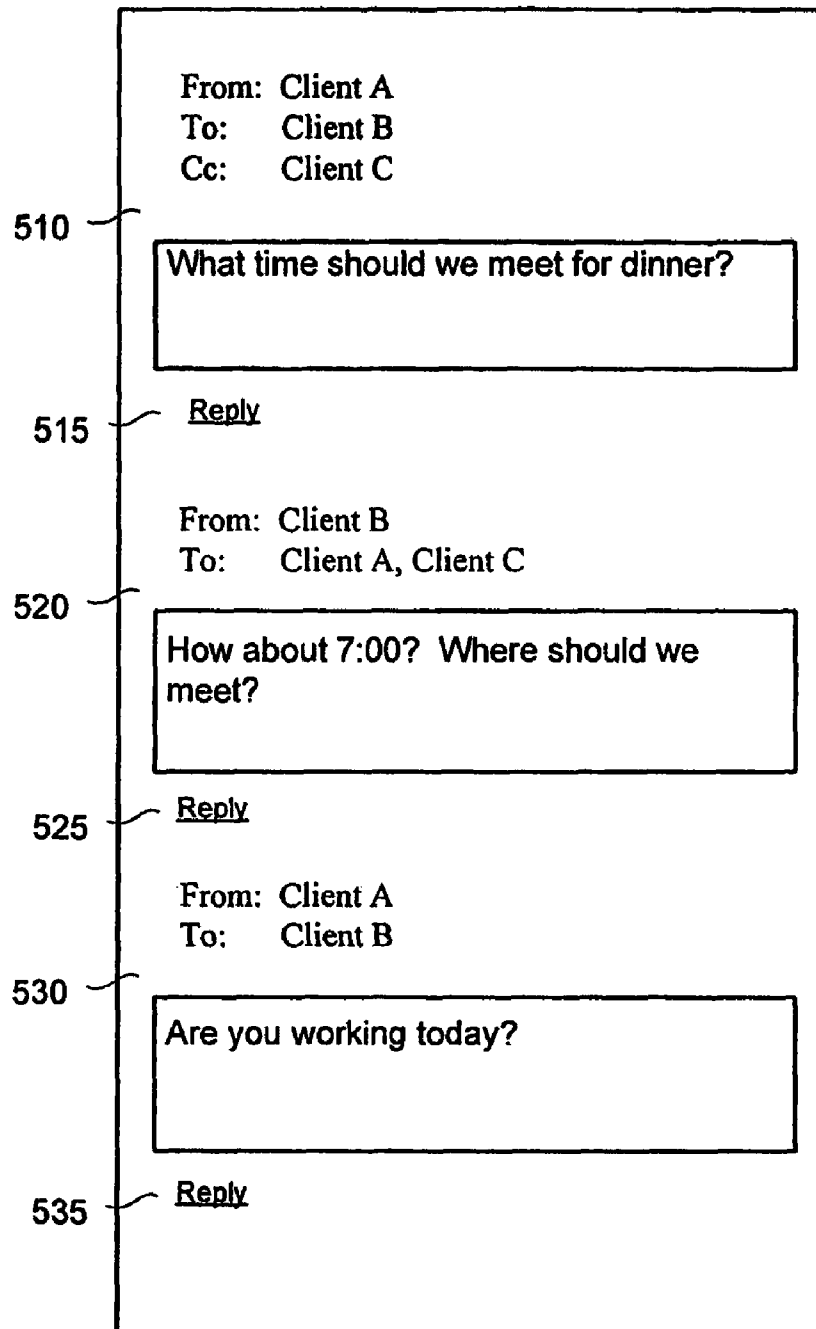 From: Client A
To: Client B
Cc: Client C
510
What time should we meet for dinner?
515
Reply
From: Client B
To: Client A, Client C
520
How about 7:00? Where should we
meet?
525
Reply
From: Client A
To: Client B
530
Are you working today?
535
Reply